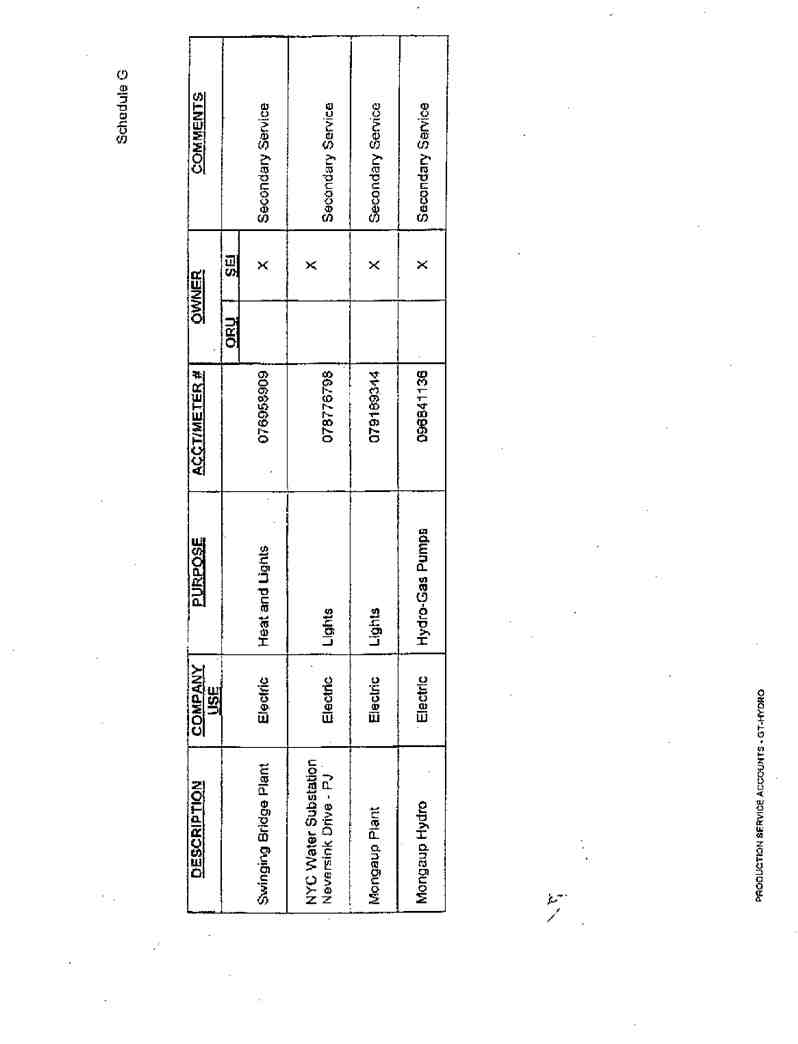 Schedule G
DESCRIPTION COMPANY USE PURPOSE ACCT/METER # OWNER COMMENTS
ORU SEI
Swinging Bridge Plant Electric Heat and Lights 076958909 X Secondary Service
NYC Water Substation
Neversink Drive - PJ Electric Lights 078776798 X Secondary Service
Mongaup Plant Electric Lights 079189344 X Secondary Service
Mongaup Hydro Electric Hydro-Gas Pumps 096841136 X Secondary Service
PRODUCTION SERVICE ACCOUNTS - GT-HYDRO